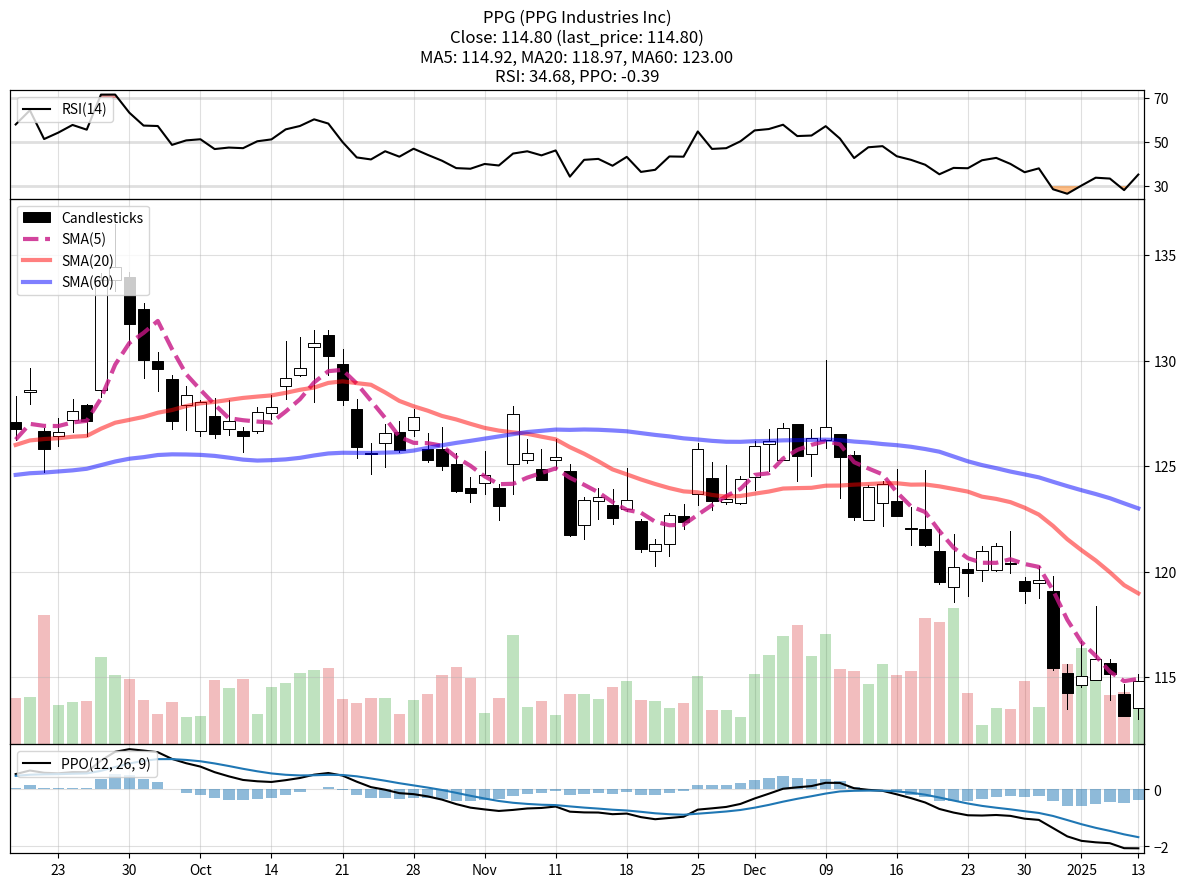 PPG (PPG Industries Inc)
Close: 114.80 (last_price: 114.80)
MA5: 114.92, MA20: 118.97, MA60: 123.00
RSI: 34.68, PPO: -0.39
RSI(14)
70
50
30
Candlesticks
SMA(5)
SMA(20)
SMA(60)
135
130
125
120
115
PPO(12, 26, 9)
0
−2
23 30 Oct 14 21 28 Nov 11 18 25 Dec 09 16 23 30 2025 13